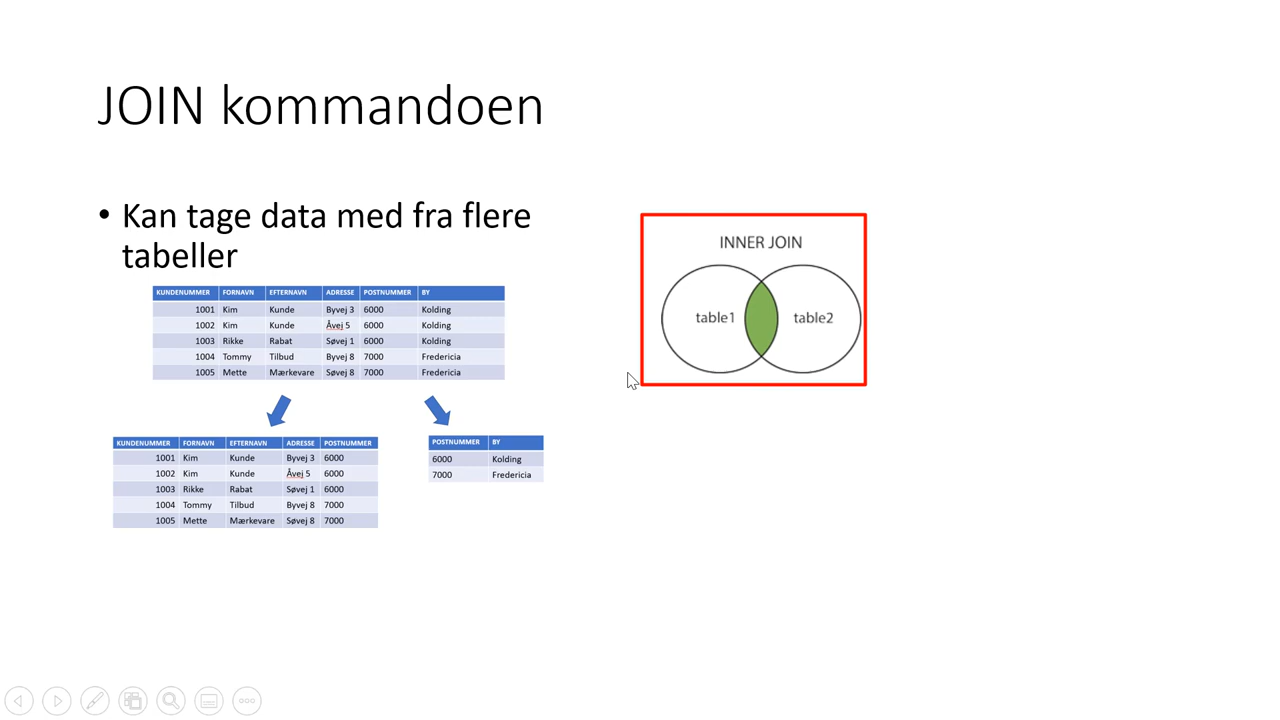 JOIN kommandoen
• Kan tage data med fra flere
tabeller
KUNDENUMMER FORNAVN EFTERNAVN ADRESSE POSTNUMMER BY
1001 Kim Kunde Byvej 3 6000 Kolding
1002 Kim Kunde Åvej 5 6000 Kolding
1003 Rikke Rabat Søvej 1 6000 Kolding
1004 Tommy Tilbud Byvej 8 7000 Fredericia
1005 Mette Mærkevare Søvej 8 7000 Fredericia
KUNDENUMMER FORNAVN EFTERNAVN ADRESSE POSTNUMMER
1001 Kim Kunde Byvej 3 6000
1002 Kim Kunde Åvej 5 6000
1003 Rikke Rabat Søvej 1 6000
1004 Tommy Tilbud Byvej 8 7000
1005 Mette Mærkevare Søvej 8 7000
POSTNUMMER BY
6000 Kolding
7000 Fredericia
INNER JOIN
table1 table2